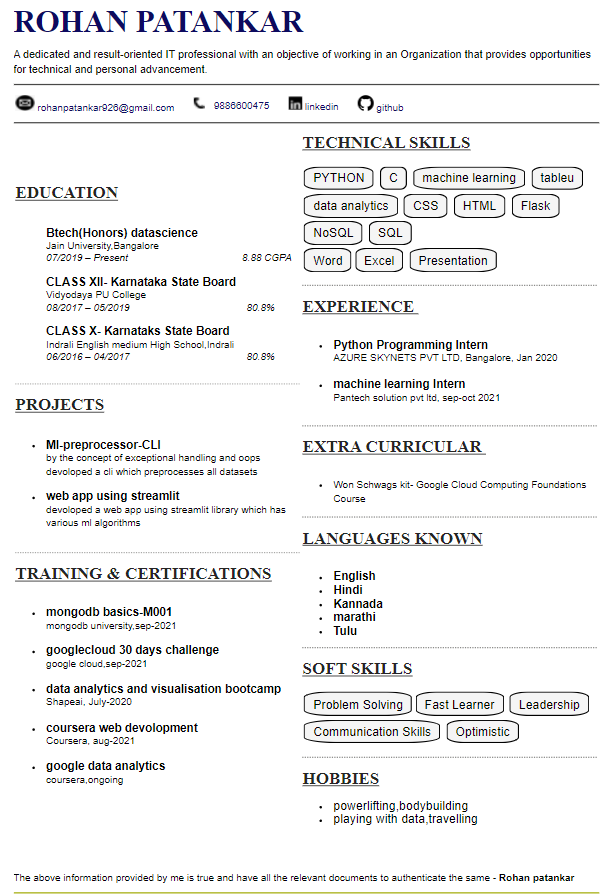 ROHAN PATANKAR
A dedicated and result-oriented IT professional with an objective of working in an Organization that provides opportunities
for technical and personal advancement.
rohanpatankar926@gmail.com 9886600475 linkedin github
EDUCATION
Btech(Honors) datascience
Jain University,Bangalore
07/2019 – Present 8.88 CGPA
CLASS XII- Karnataka State Board
Vidyodaya PU College
08/2017 – 05/2019 80.8%
CLASS X- Karnataks State Board
Indrali English medium High School,Indrali
06/2016 – 04/2017 80.8%
PROJECTS
• Ml-preprocessor-CLI
by the concept of exceptional handling and oops
devoloped a cli which preprocesses all datasets
• web app using streamlit
devoloped a web app using streamlit library which has
various ml algorithms
TRAINING & CERTIFICATIONS
• mongodb basics-M001
mongodb university,sep-2021
• googlecloud 30 days challenge
google cloud,sep-2021
• data analytics and visualisation bootcamp
Shapeai, July-2020
• coursera web devolopment
Coursera, aug-2021
• google data analytics
coursera,ongoing
TECHNICAL SKILLS
PYTHON C machine learning tableu
data analytics CSS HTML Flask
NoSQL SQL
Word Excel Presentation
EXPERIENCE
• Python Programming Intern
AZURE SKYNETS PVT LTD, Bangalore, Jan 2020
• machine learning Intern
Pantech solution pvt ltd, sep-oct 2021
EXTRA CURRICULAR
• Won Schwags kit- Google Cloud Computing Foundations
Course
LANGUAGES KNOWN
• English
• Hindi
• Kannada
• marathi
• Tulu
SOFT SKILLS
Problem Solving Fast Learner Leadership
Communication Skills Optimistic
HOBBIES
• powerlifting,bodybuilding
• playing with data,travelling
The above information provided by me is true and have all the relevant documents to authenticate the same - Rohan patankar